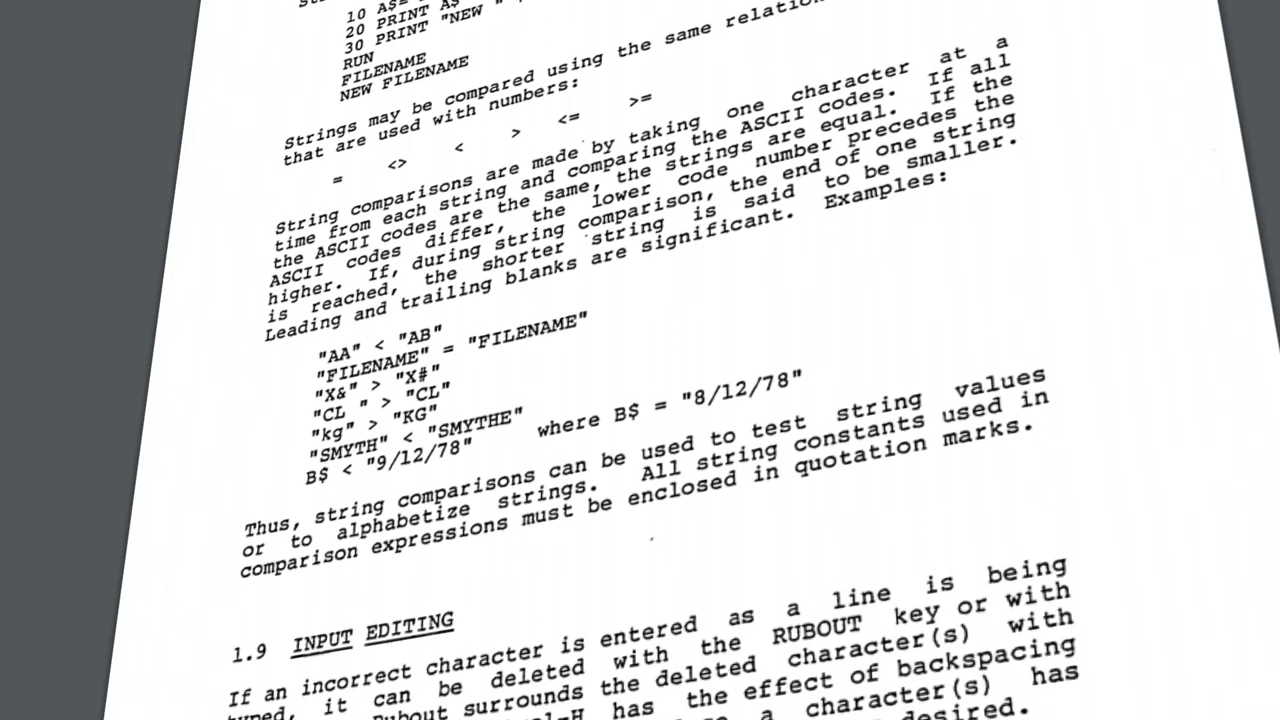 10 A$=
20 PRINT A$
30 PRINT "NEW "
RUN
FILENAME
NEW FILENAME
Strings may be compared using the same
that are used with numbers:
= <> < > <= >=
String comparisons are made by taking one character at a
time from each string and comparing the ASCII codes. If all
the ASCII codes are the same, the strings are equal. If the
ASCII codes differ, the lower code number precedes the
higher. If, during string comparison, the end of one string
is reached, the shorter string is said to be smaller.
Leading and trailing blanks are significant. Examples:
"AA" < "AB"
"FILENAME" = "FILENAME"
"X&" > "X#"
"CL " > "CL"
"kg" > "KG"
"SMYTH" < "SMYTHE"
B$ < "9/12/78" where B$ = "8/12/78"
Thus, string comparisons can be used to test string values
or to alphabetize strings. All string constants used in
comparison expressions must be enclosed in quotation marks.
1.9 INPUT EDITING
If an incorrect character is entered as a line is being
typed, it can be deleted with the RUBOUT key or with
surrounds the deleted character(s) with
has the effect of backspacing
a character(s) has
desired.